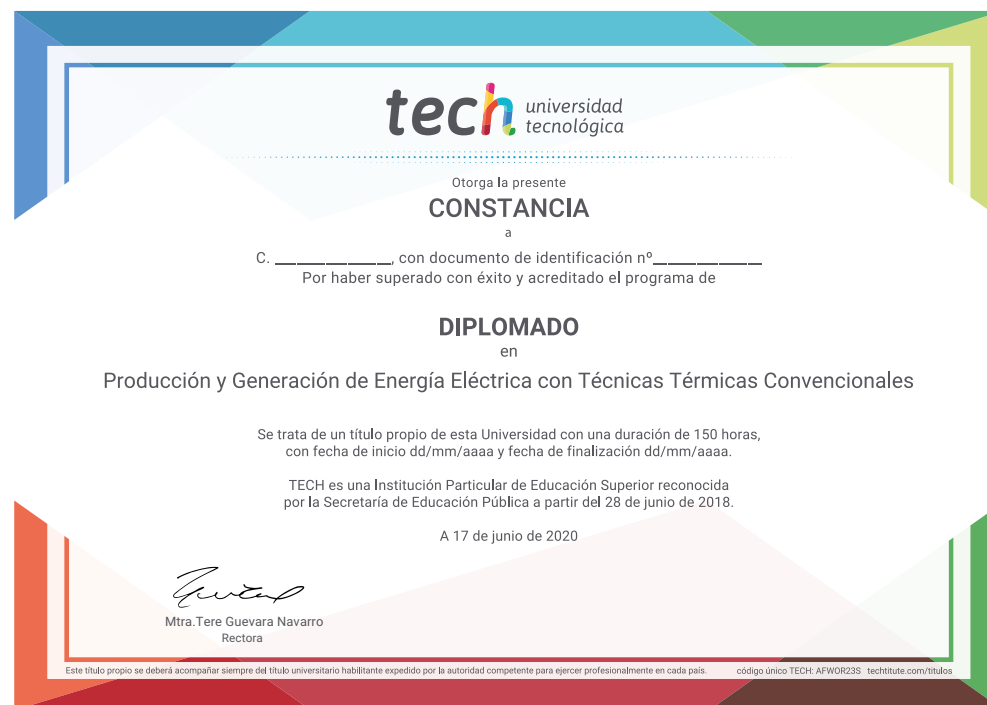 tech universidad
tecnológica
Otorga la presente
CONSTANCIA
a
C. ______________, con documento de identificación nº_____________
Por haber superado con éxito y acreditado el programa de
DIPLOMADO
en
Producción y Generación de Energía Eléctrica con Técnicas Térmicas Convencionales
Se trata de un título propio de esta Universidad con una duración de 150 horas,
con fecha de inicio dd/mm/aaaa y fecha de finalización dd/mm/aaaa.
TECH es una Institución Particular de Educación Superior reconocida
por la Secretaría de Educación Pública a partir del 28 de junio de 2018.
A 17 de junio de 2020
Mtra.Tere Guevara Navarro
Rectora
Este título propio se deberá acompañar siempre del título universitario habilitante expedido por la autoridad competente para ejercer profesionalmente en cada país. código único TECH: AFWOR23S techtitute.com/titulos